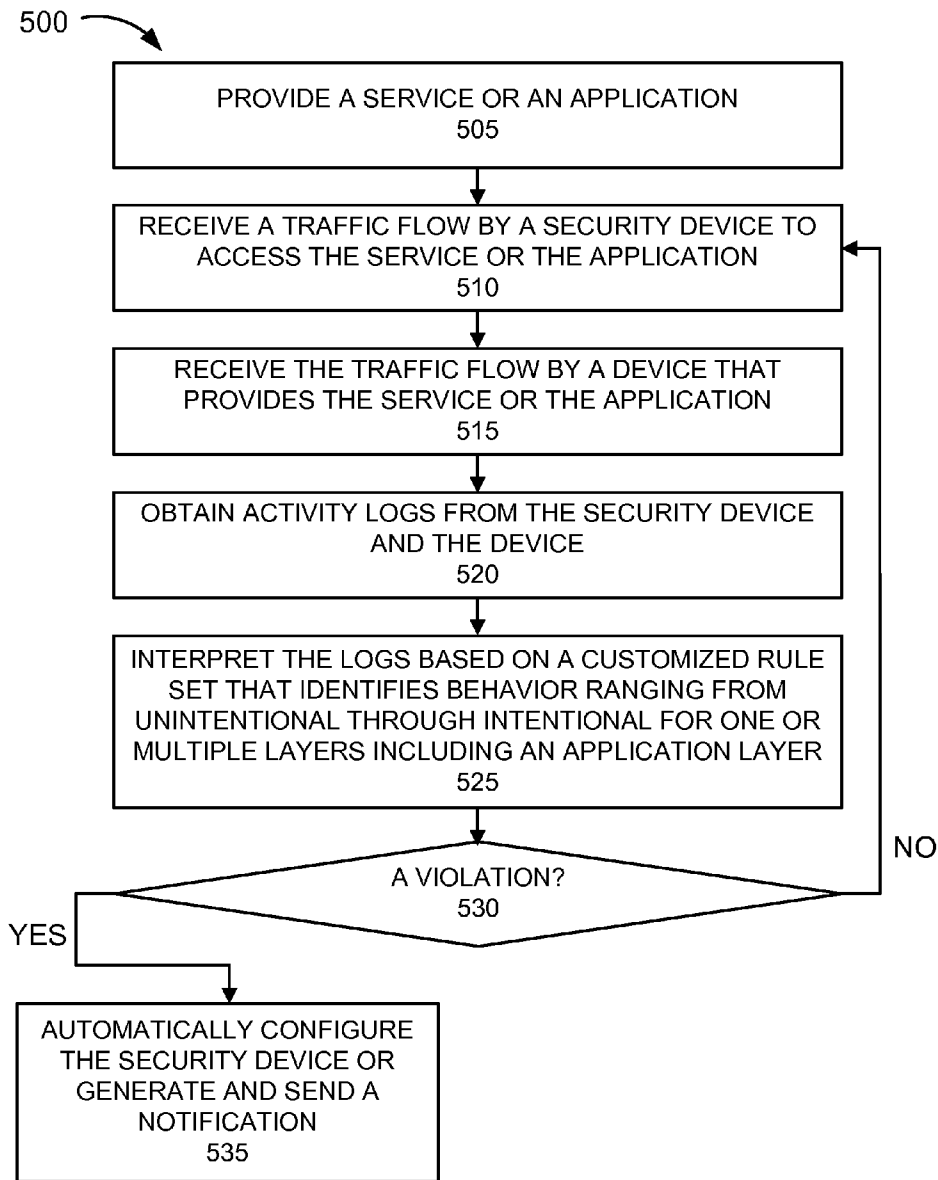 500
PROVIDE A SERVICE OR AN APPLICATION
505
RECEIVE A TRAFFIC FLOW BY A SECURITY DEVICE TO
ACCESS THE SERVICE OR THE APPLICATION
510
RECEIVE THE TRAFFIC FLOW BY A DEVICE THAT
PROVIDES THE SERVICE OR THE APPLICATION
515
OBTAIN ACTIVITY LOGS FROM THE SECURITY DEVICE
AND THE DEVICE
520
INTERPRET THE LOGS BASED ON A CUSTOMIZED RULE
SET THAT IDENTIFIES BEHAVIOR RANGING FROM
UNINTENTIONAL THROUGH INTENTIONAL FOR ONE OR
MULTIPLE LAYERS INCLUDING AN APPLICATION LAYER
525
A VIOLATION?
530
NO
YES
AUTOMATICALLY CONFIGURE
THE SECURITY DEVICE OR
GENERATE AND SEND A
NOTIFICATION
535